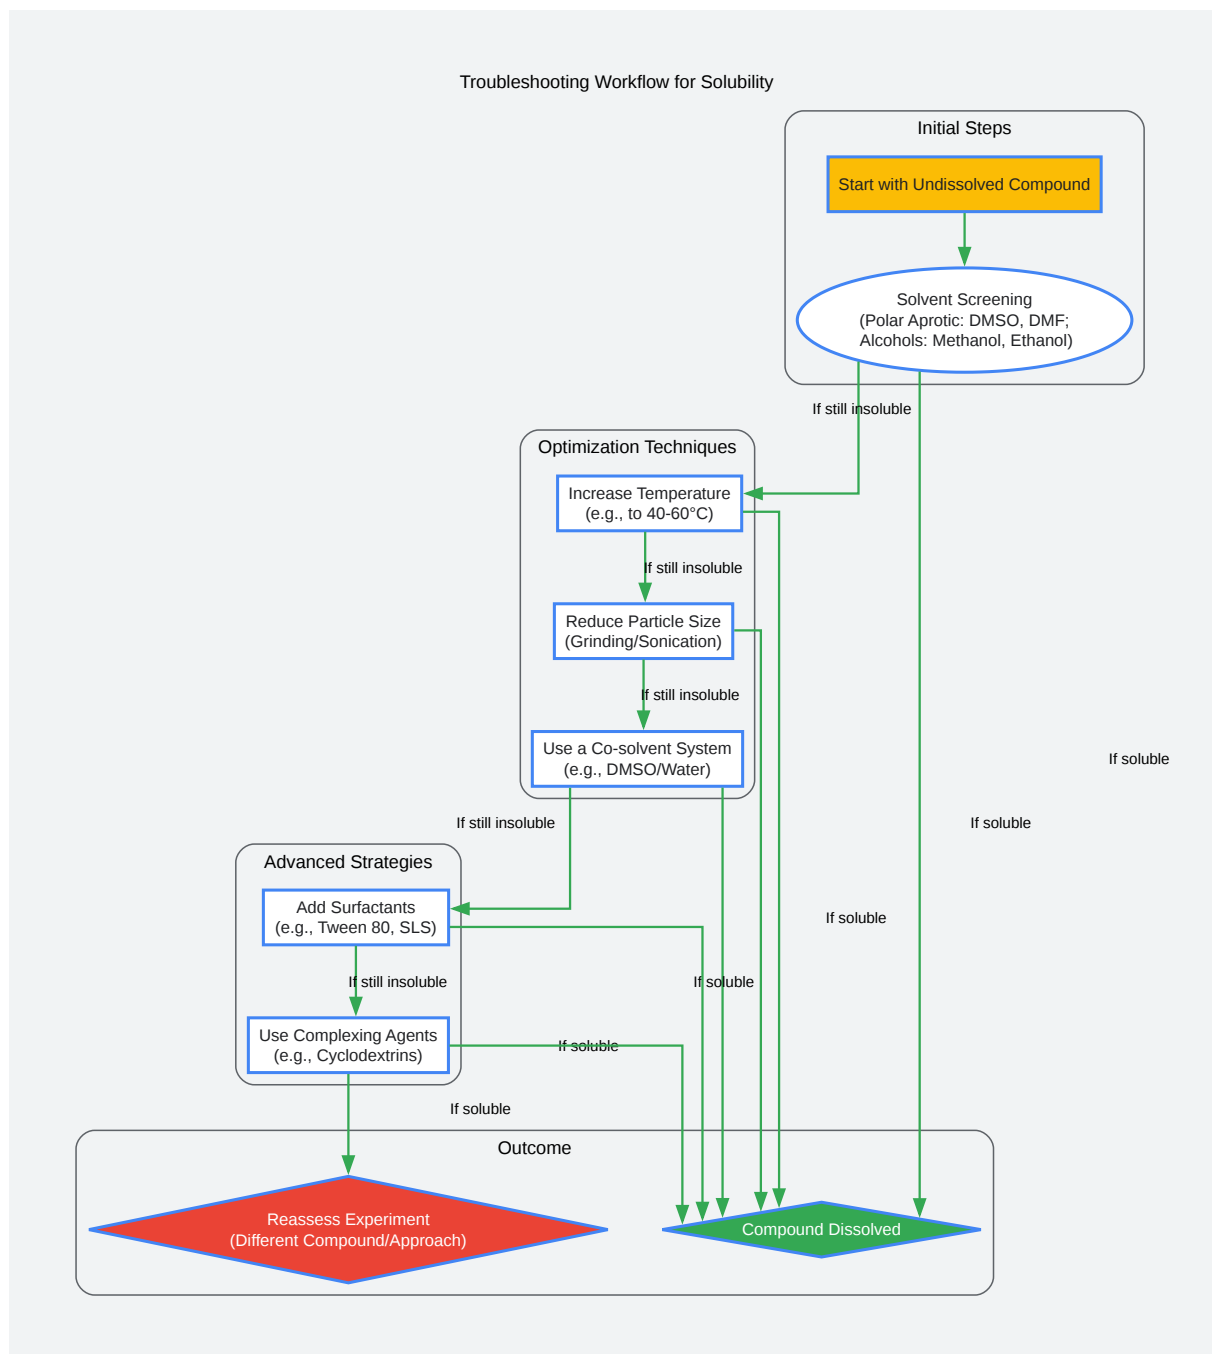 Troubleshooting Workflow for Solubility
Initial Steps
Start with Undissolved Compound
Solvent Screening
(Polar Aprotic: DMSO, DMF;
Alcohols: Methanol, Ethanol)
If still insoluble
Optimization Techniques
Increase Temperature
(e.g., to 40-60°C)
If still insoluble
Reduce Particle Size
(Grinding/Sonication)
If still insoluble
Use a Co-solvent System
(e.g., DMSO/Water)
If soluble
If still insoluble
If soluble
Advanced Strategies
Add Surfactants
(e.g., Tween 80, SLS)
If soluble
If still insoluble
If soluble
Use Complexing Agents
(e.g., Cyclodextrins)
If soluble
If soluble
Outcome
Reassess Experiment
(Different Compound/Approach)
Compound Dissolved